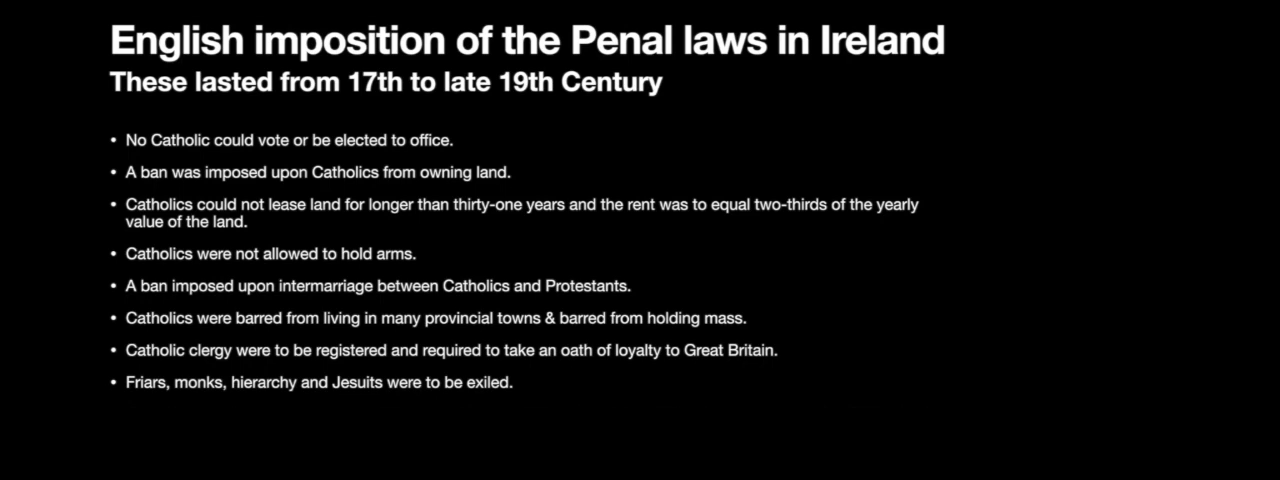 English imposition of the Penal laws in Ireland
These lasted from 17th to late 19th Century
• No Catholic could vote or be elected to office.
• A ban was imposed upon Catholics from owning land.
• Catholics could not lease land for longer than thirty-one years and the rent was to equal two-thirds of the yearly
value of the land.
• Catholics were not allowed to hold arms.
• A ban imposed upon intermarriage between Catholics and Protestants.
• Catholics were barred from living in many provincial towns & barred from holding mass.
• Catholic clergy were to be registered and required to take an oath of loyalty to Great Britain.
• Friars, monks, hierarchy and Jesuits were to be exiled.